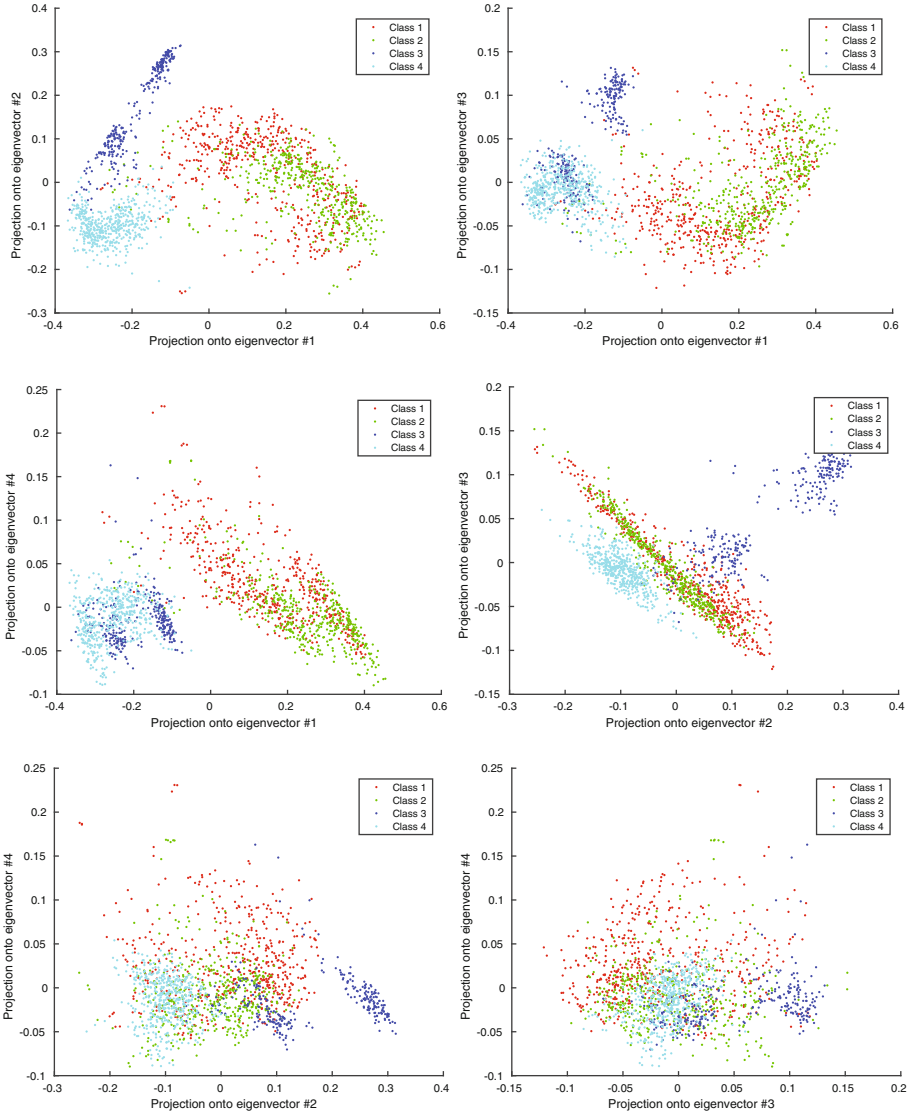 0.4
0.3
0.2
0.1
0
-0.1
-0.2
-0.3
-0.4
-0.2
0
0.2
0.4
0.6
Projection onto eigenvector #1
Projection onto eigenvector #2
Class 1
Class 2
Class 3
Class 4
0.15
0.1
0.05
0
-0.05
-0.1
-0.15
-0.4
-0.2
0
0.2
0.4
0.6
Projection onto eigenvector #1
Projection onto eigenvector #3
Class 1
Class 2
Class 3
Class 4
0.25
0.2
0.15
0.1
0.05
0
-0.05
-0.1
-0.4
-0.2
0
0.2
0.4
0.6
Projection onto eigenvector #1
Projection onto eigenvector #4
Class 1
Class 2
Class 3
Class 4
0.2
0.15
0.1
0.05
0
-0.05
-0.1
-0.15
-0.3
-0.2
-0.1
0
0.1
0.2
0.3
0.4
Projection onto eigenvector #2
Projection onto eigenvector #3
Class 1
Class 2
Class 3
Class 4
0.25
0.2
0.15
0.1
0.05
0
-0.05
-0.1
-0.3
-0.2
-0.1
0
0.1
0.2
0.3
0.4
Projection onto eigenvector #2
Projection onto eigenvector #4
Class 1
Class 2
Class 3
Class 4
0.25
0.2
0.15
0.1
0.05
0
-0.05
-0.1
-0.15
-0.1
-0.05
0
0.05
0.1
0.15
0.2
Projection onto eigenvector #3
Projection onto eigenvector #4
Class 1
Class 2
Class 3
Class 4